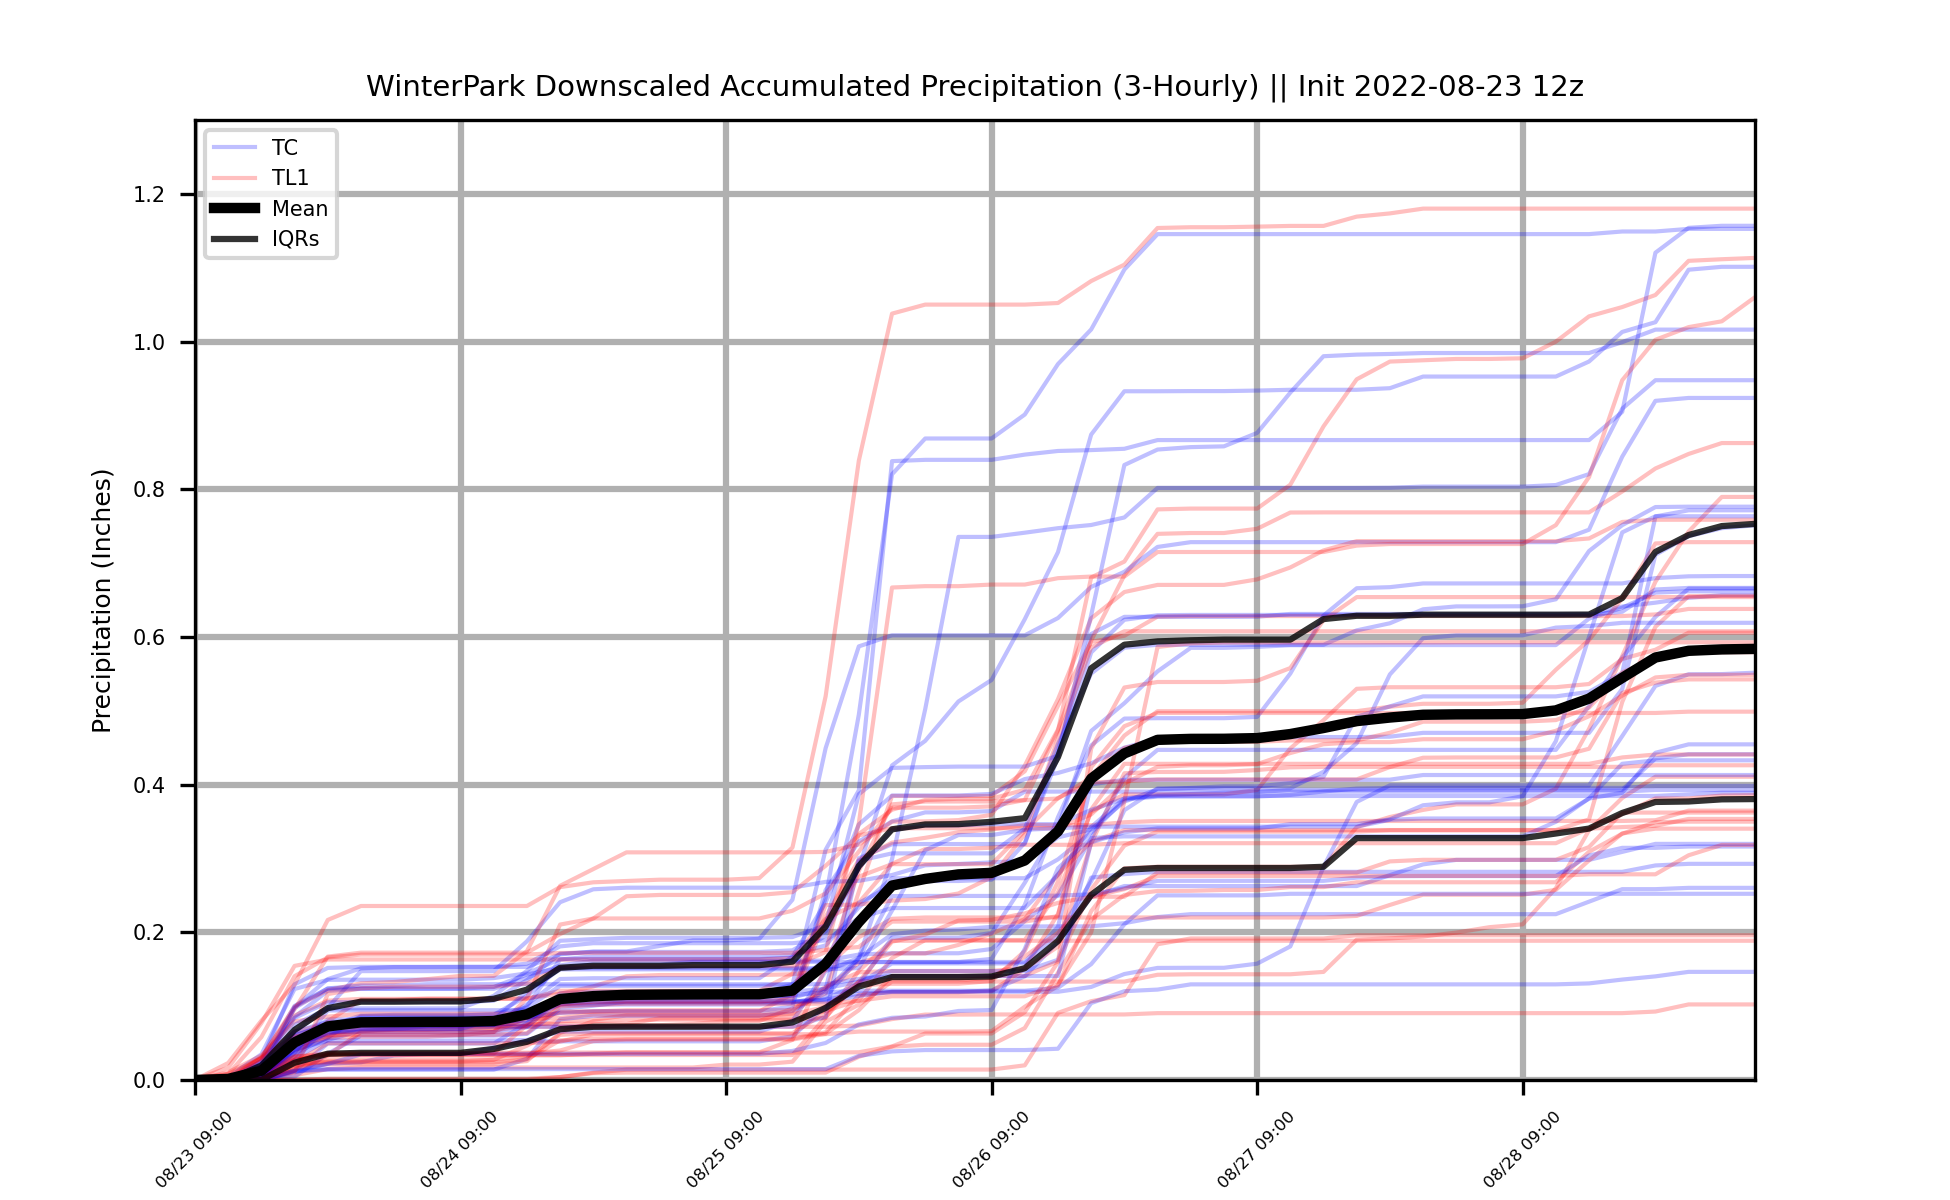 WinterPark Downscaled Accumulated Precipitation (3-Hourly) || Init 2022-08-23 12z
TC
TL1
Mean
IQRs
Precipitation (Inches)
1.2
1.0
0.8
0.6
0.4
0.2
0.0
08/23 09:00
08/24 09:00
08/25 09:00
08/26 09:00
08/27 09:00
08/28 09:00